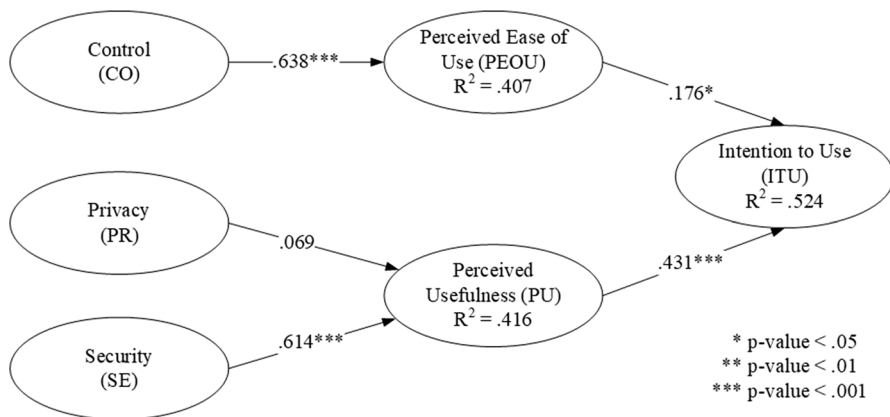 Control
(CO)
.638***
Perceived Ease of
Use (PEOU)
R² = .407
.176*
Intention to Use
(ITU)
R² = .524
Privacy
(PR)
.069
Perceived
Usefulness (PU)
R² = .416
.431***
Security
(SE)
.614***
* p-value < .05
** p-value < .01
*** p-value < .001